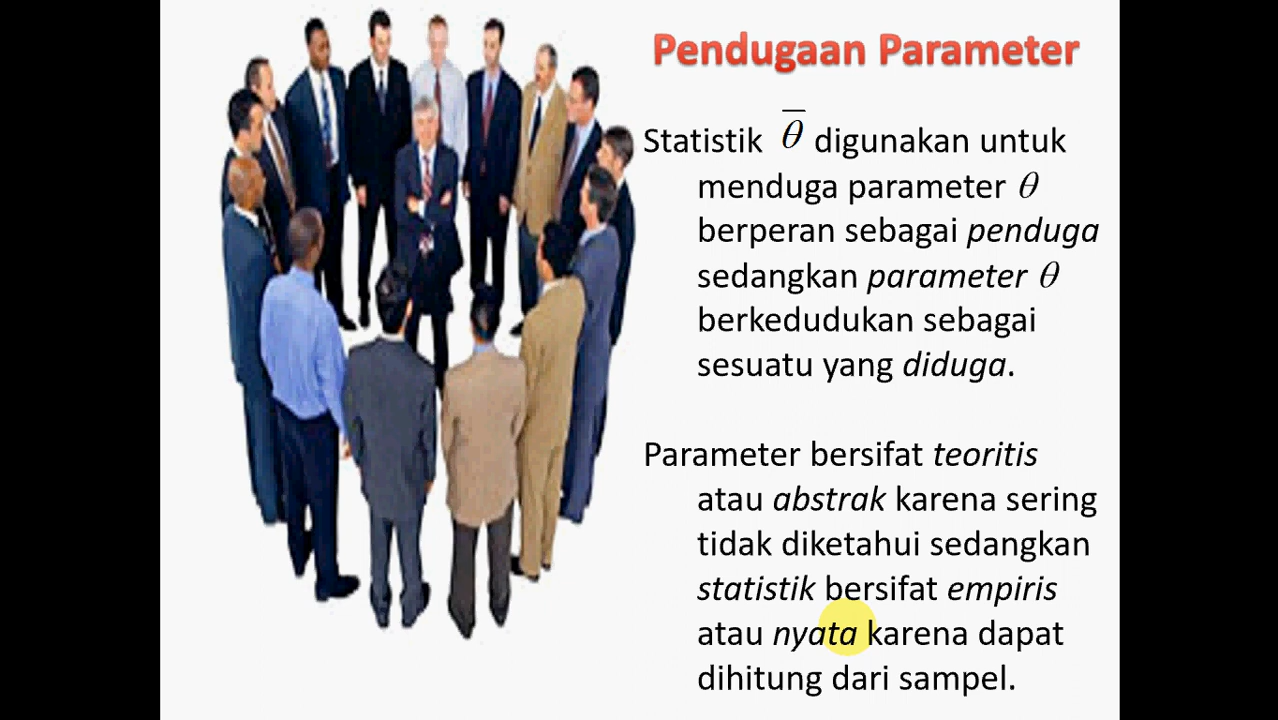 Pendugaan Parameter
Statistik θ̅ digunakan untuk
menduga parameter θ
berperan sebagai penduga
sedangkan parameter θ
berkedudukan sebagai
sesuatu yang diduga.
Parameter bersifat teoritis
atau abstrak karena sering
tidak diketahui sedangkan
statistik bersifat empiris
atau nyata karena dapat
dihitung dari sampel.